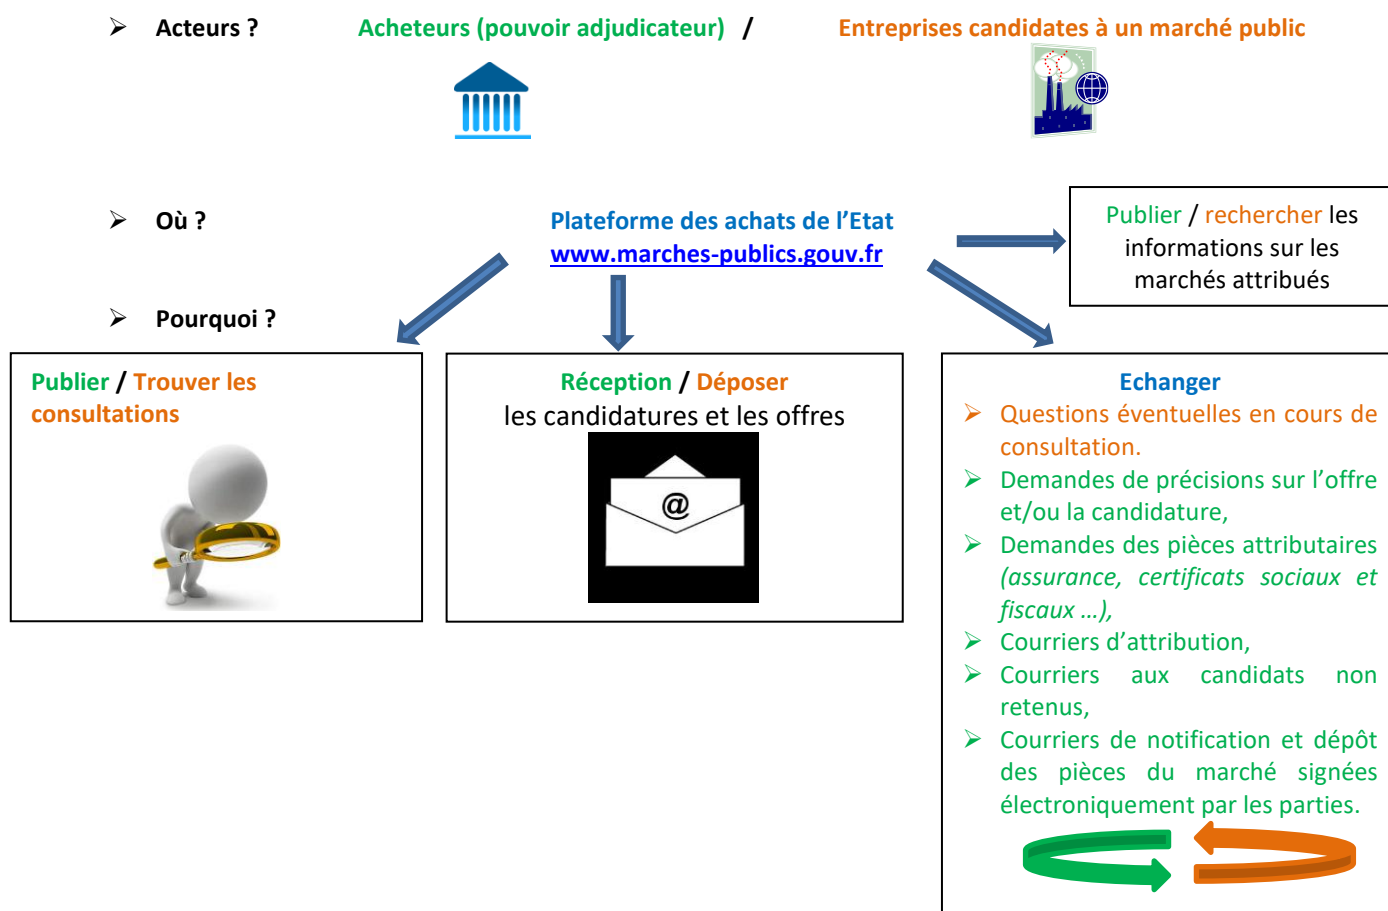 ➢ Acteurs ? Acheteurs (pouvoir adjudicateur) / Entreprises candidates à un marché public
➢ Où ?
Plateforme des achats de l’Etat
www.marches-publics.gouv.fr
Publier / rechercher les
informations sur les
marchés attribués
➢ Pourquoi ?
Publier / Trouver les
consultations
Réception / Déposer
les candidatures et les offres
@
Echanger
➢ Questions éventuelles en cours de
consultation.
➢ Demandes de précisions sur l’offre
et/ou la candidature,
➢ Demandes des pièces attributaires
(assurance, certificats sociaux et
fiscaux …),
➢ Courriers d’attribution,
➢ Courriers aux candidats non
retenus,
➢ Courriers de notification et dépôt
des pièces du marché signées
électroniquement par les parties.